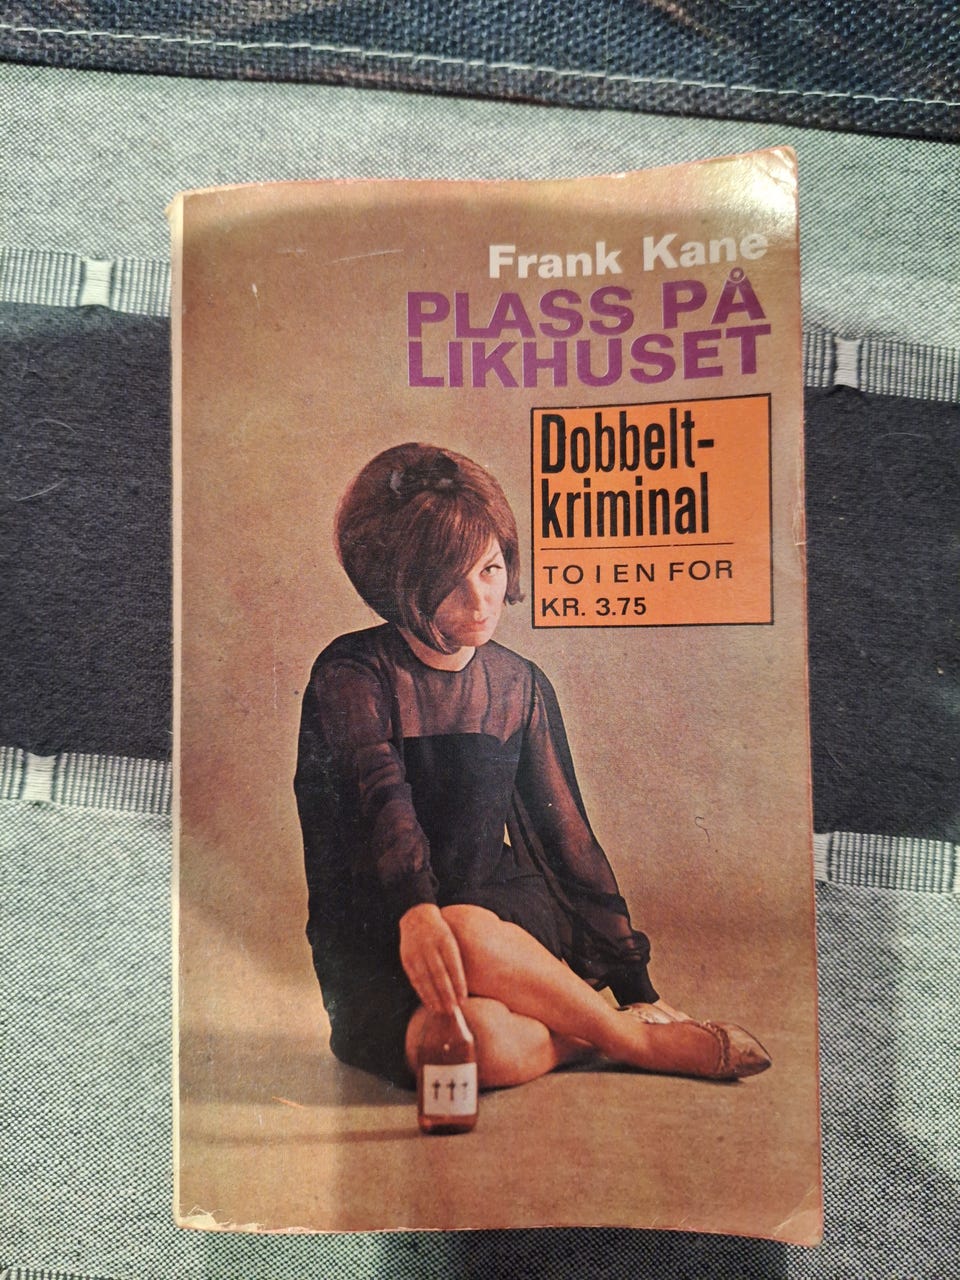 Frank Kane
PLASS PÅ
LIKHUSET
Dobbelt-
kriminal
TO I EN FOR
KR. 3.75